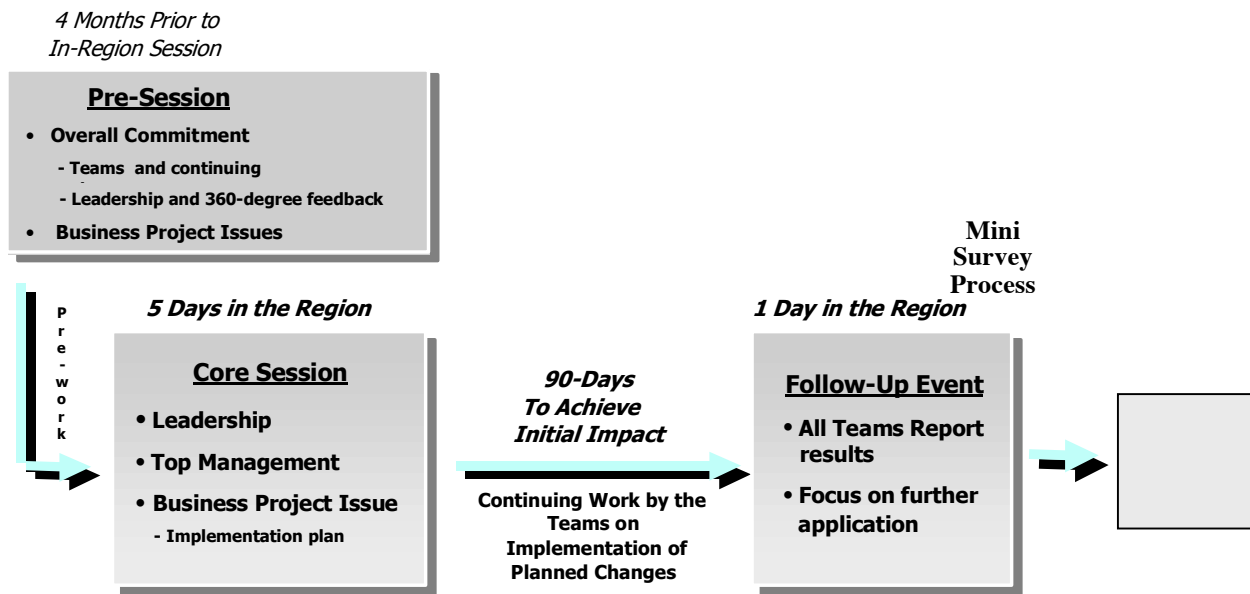 4 Months Prior to
In-Region Session
Pre-Session
• Overall Commitment
- Teams and continuing
- Leadership and 360-degree feedback
• Business Project Issues
Pre-work
5 Days in the Region
Core Session
• Leadership
• Top Management
• Business Project Issue
- Implementation plan
90-Days
To Achieve
Initial Impact
Continuing Work by the
Teams on
Implementation of
Planned Changes
Mini
Survey
Process
1 Day in the Region
Follow-Up Event
• All Teams Report
results
• Focus on further
application